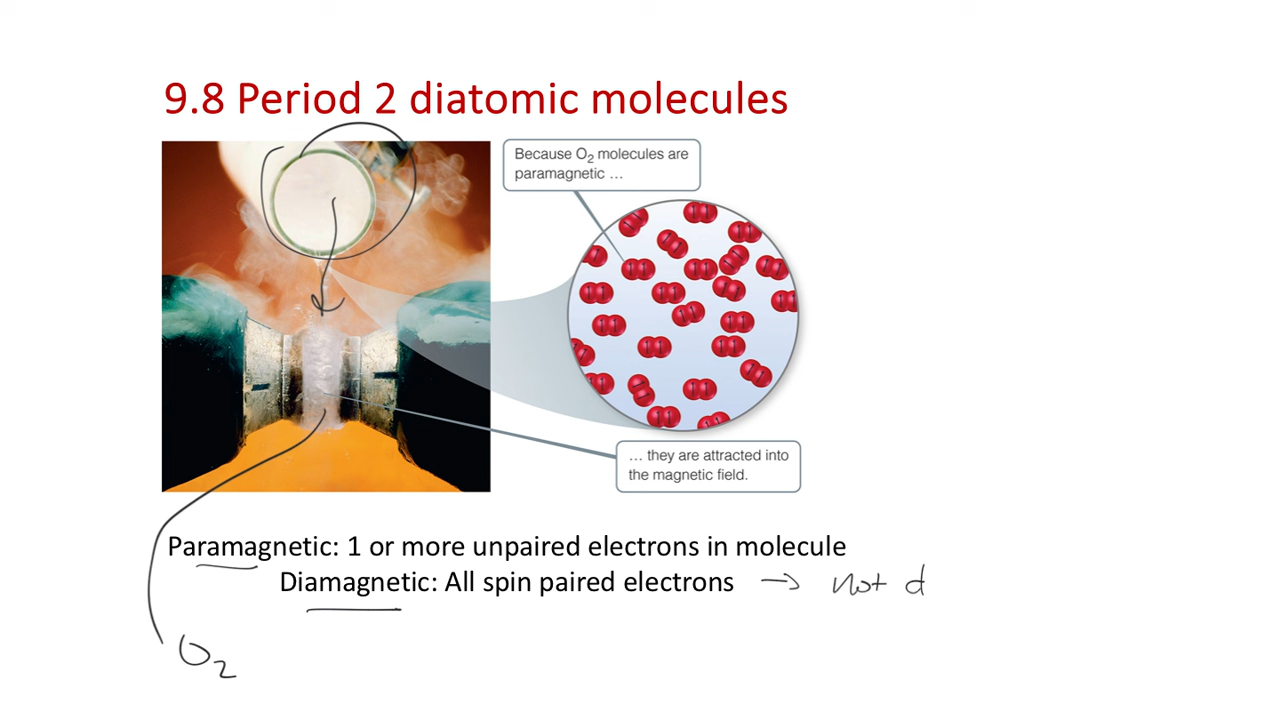 9.8 Period 2 diatomic molecules
Because O₂ molecules are
paramagnetic ...
... they are attracted into
the magnetic field.
Paramagnetic: 1 or more unpaired electrons in molecule
Diamagnetic: All spin paired electrons → not d
O₂